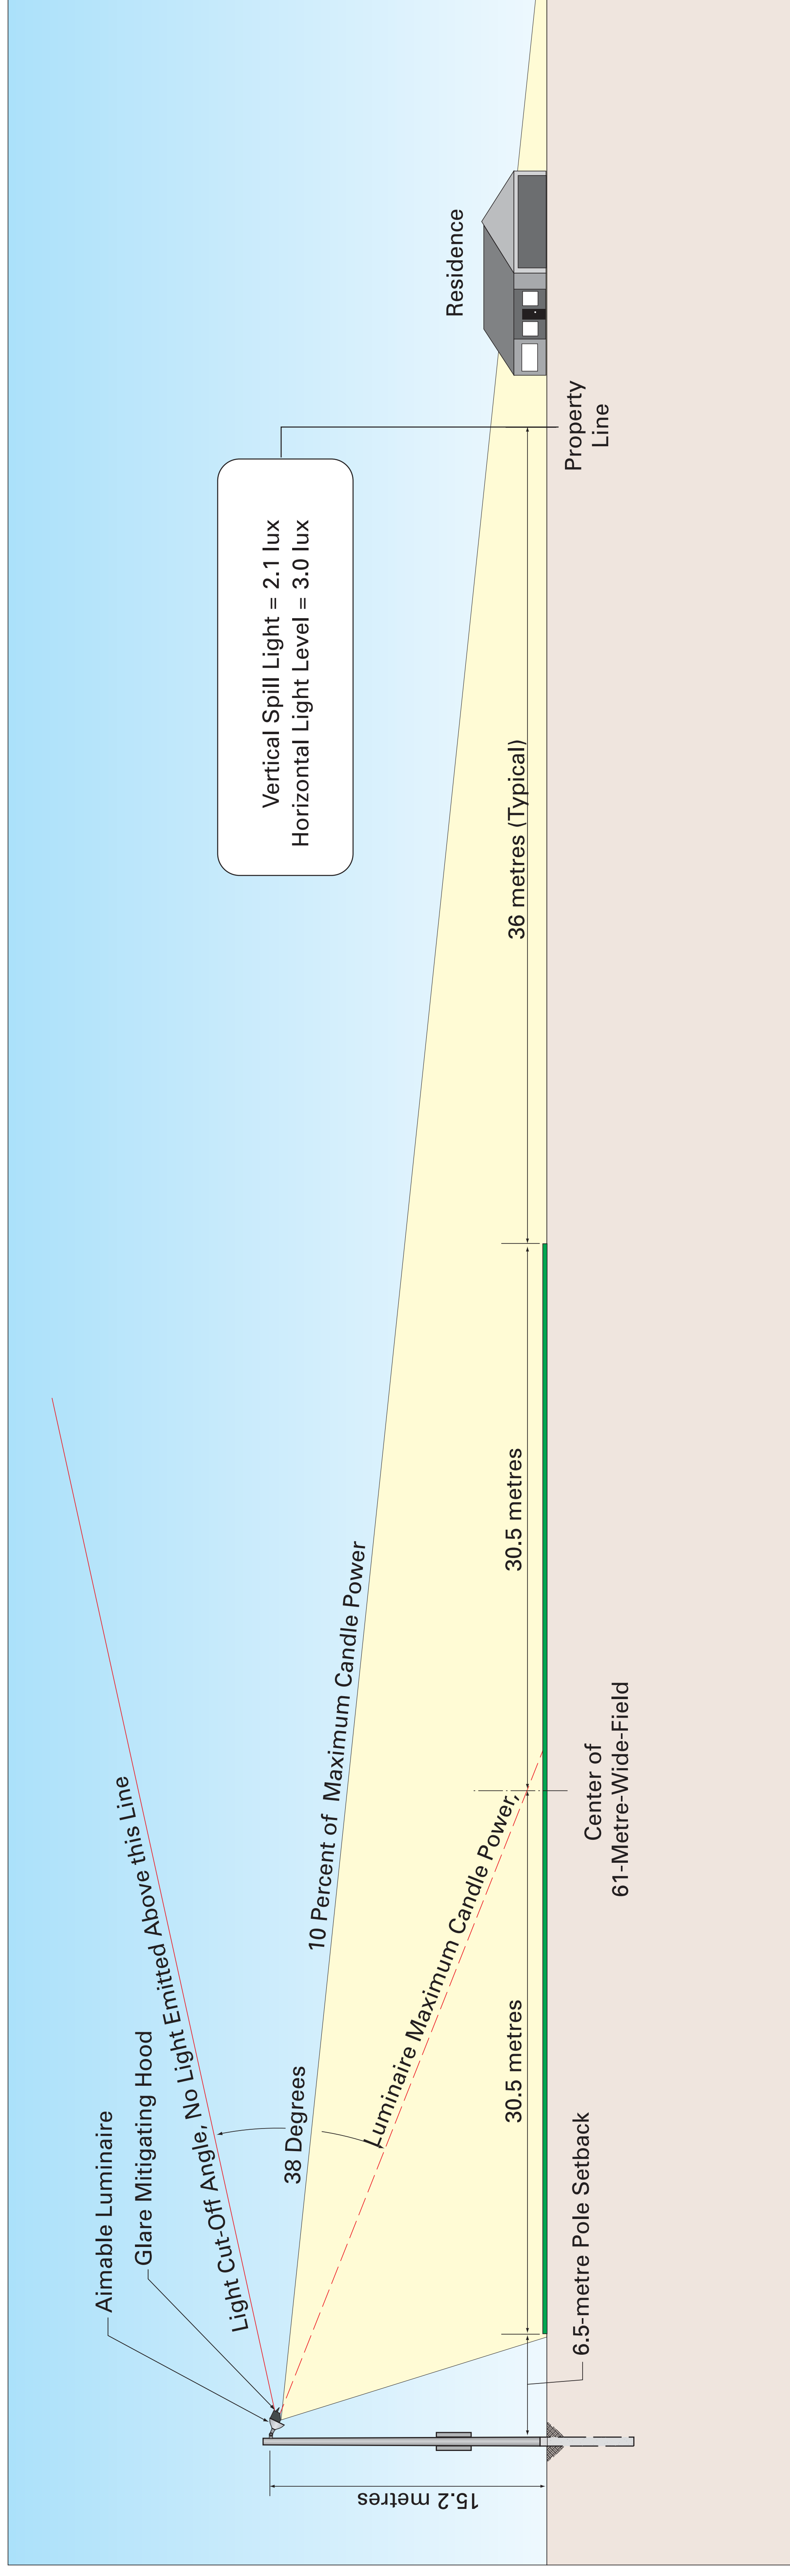 Aimable Luminaire
Glare Mitigating Hood
Light Cut-Off Angle, No Light Emitted Above this Line
38 Degrees
10 Percent of Maximum Candle Power
Luminaire Maximum Candle Power,
Vertical Spill Light = 2.1 lux
Horizontal Light Level = 3.0 lux
Residence
15.2 metres
30.5 metres
30.5 metres
36 metres (Typical)
6.5-metre Pole Setback
Center of
61-Metre-Wide-Field
Property
Line